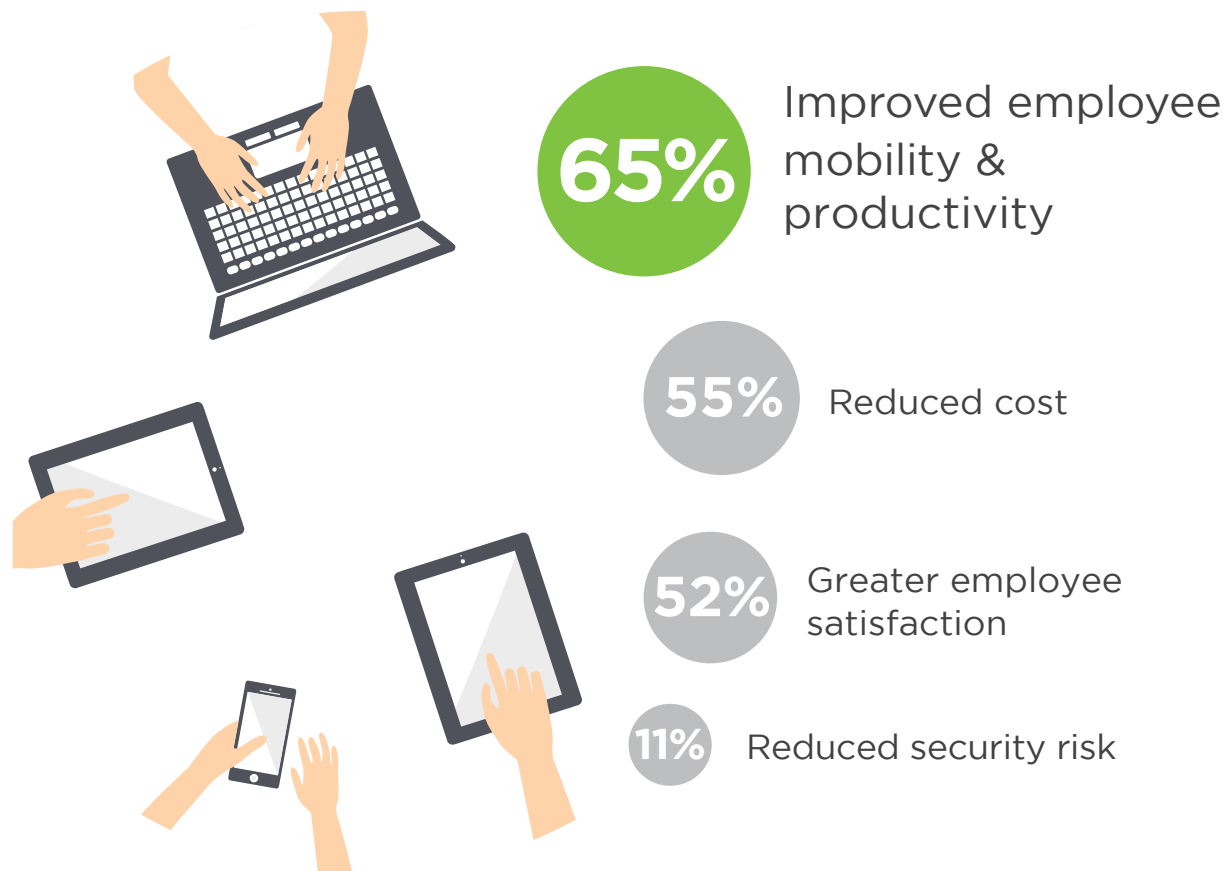 65%
Improved employee
mobility &
productivity
55%
Reduced cost
52%
Greater employee
satisfaction
11%
Reduced security risk